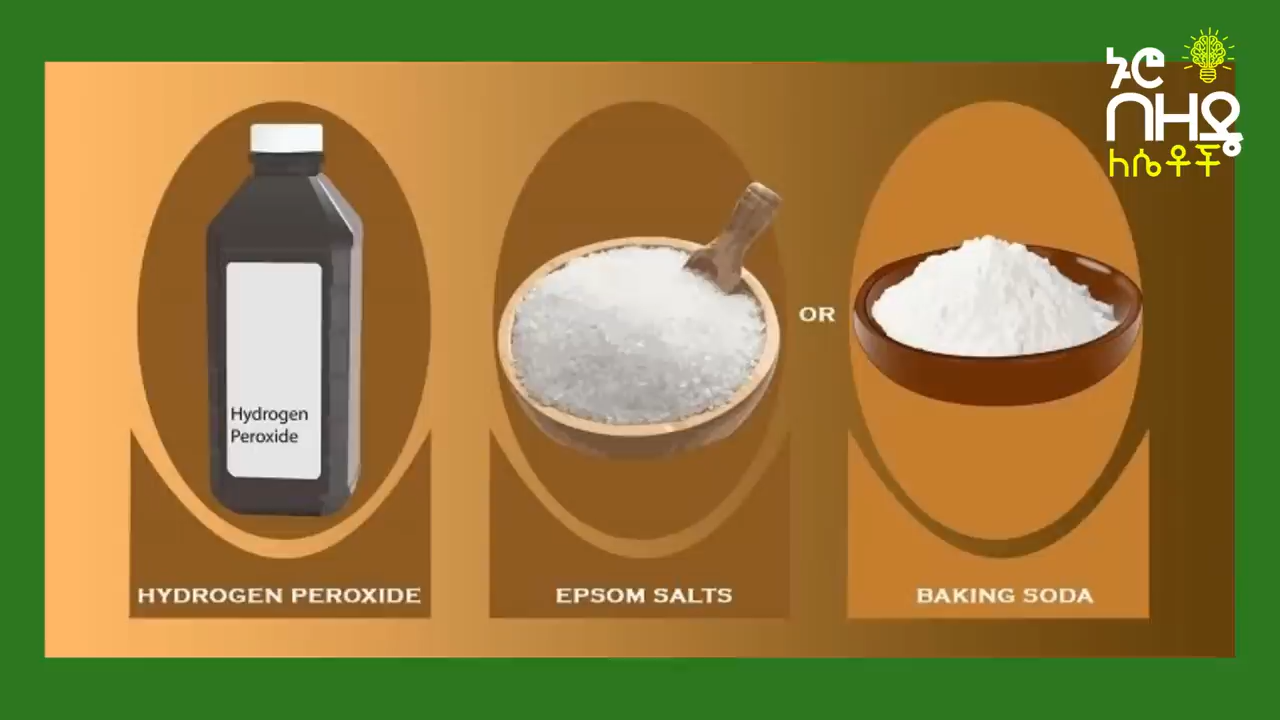 ኑሮ
በዘዴ
ለሴቶች
Hydrogen
Peroxide
OR
HYDROGEN PEROXIDE
EPSOM SALTS
BAKING SODA